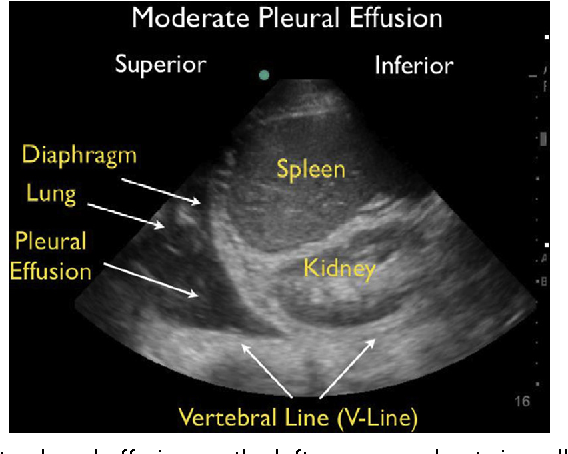 Moderate Pleural Effusion
Superior
Inferior
Diaphragm
Spleen
Lung
Pleural
Effusion
Kidney
16
Vertebral Line (V-Line)